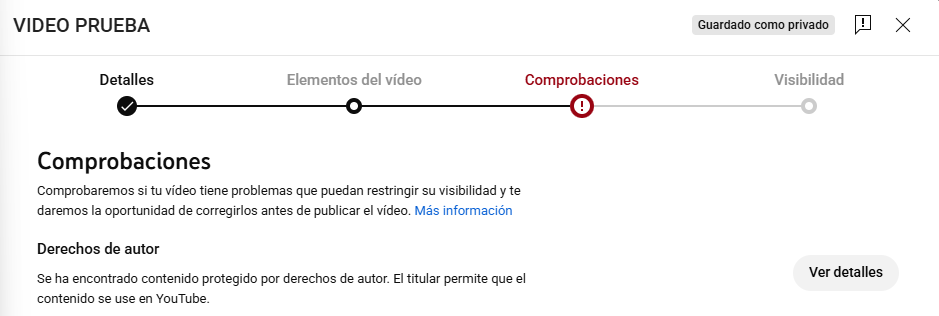 VIDEO PRUEBA
Guardado como privado
Detalles
Elementos del vídeo
Comprobaciones
Visibilidad
Comprobaciones
Comprobaremos si tu vídeo tiene problemas que puedan restringir su visibilidad y te
daremos la oportunidad de corregirlos antes de publicar el vídeo. Más información
Derechos de autor
Se ha encontrado contenido protegido por derechos de autor. El titular permite que el
contenido se use en YouTube.
Ver detalles